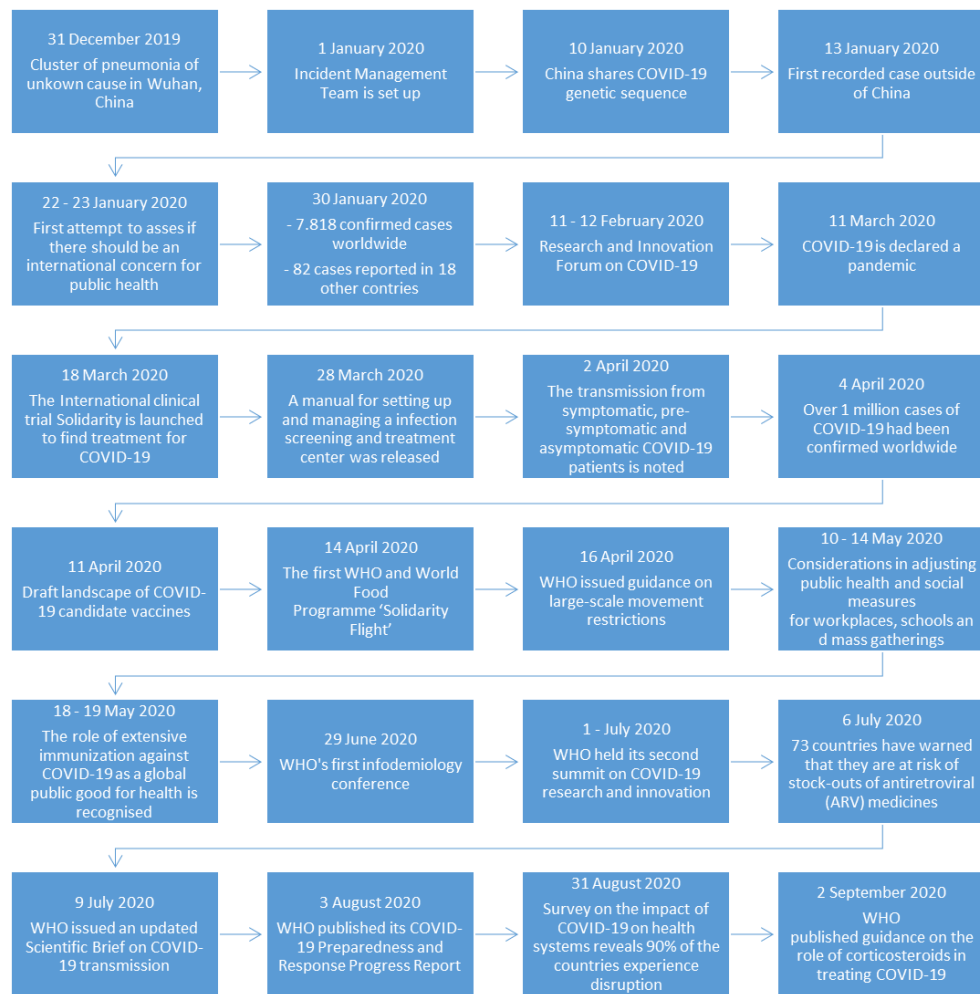 31 December 2019
Cluster of pneumonia of
unkown cause in Wuhan,
China
1 January 2020
Incident Management
Team is set up
10 January 2020
China shares COVID-19
genetic sequence
13 January 2020
First recorded case outside
of China
22 - 23 January 2020
First attempt to asses if
there should be an
international concern for
public health
30 January 2020
- 7.818 confirmed cases
worldwide
- 82 cases reported in 18
other contries
11 - 12 February 2020
Research and Innovation
Forum on COVID-19
11 March 2020
COVID-19 is declared a
pandemic
18 March 2020
The International clinical
trial Solidarity is launched
to find treatment for
COVID-19
28 March 2020
A manual for setting up
and managing a infection
screening and treatment
center was released
2 April 2020
The transmission from
symptomatic, pre-
symptomatic and
asymptomatic COVID-19
patients is noted
4 April 2020
Over 1 million cases of
COVID-19 had been
confirmed worldwide
11 April 2020
Draft landscape of COVID-
19 candidate vaccines
14 April 2020
The first WHO and World
Food
Programme ‘Solidarity
Flight’
16 April 2020
WHO issued guidance on
large-scale movement
restrictions
10 - 14 May 2020
Considerations in adjusting
public health and social
measures
for workplaces, schools an
d mass gatherings
18 - 19 May 2020
The role of extensive
immunization against
COVID-19 as a global
public good for health is
recognised
29 June 2020
WHO's first infodemiology
conference
1 - July 2020
WHO held its second
summit on COVID-19
research and innovation
6 July 2020
73 countries have warned
that they are at risk of
stock-outs of antiretroviral
(ARV) medicines
9 July 2020
WHO issued an updated
Scientific Brief on COVID-
19 transmission
3 August 2020
WHO published its COVID-
19 Preparedness and
Response Progress Report
31 August 2020
Survey on the impact of
COVID-19 on health
systems reveals 90% of the
countries experience
disruption
2 September 2020
WHO
published guidance on the
role of corticosteroids in
treating COVID-19